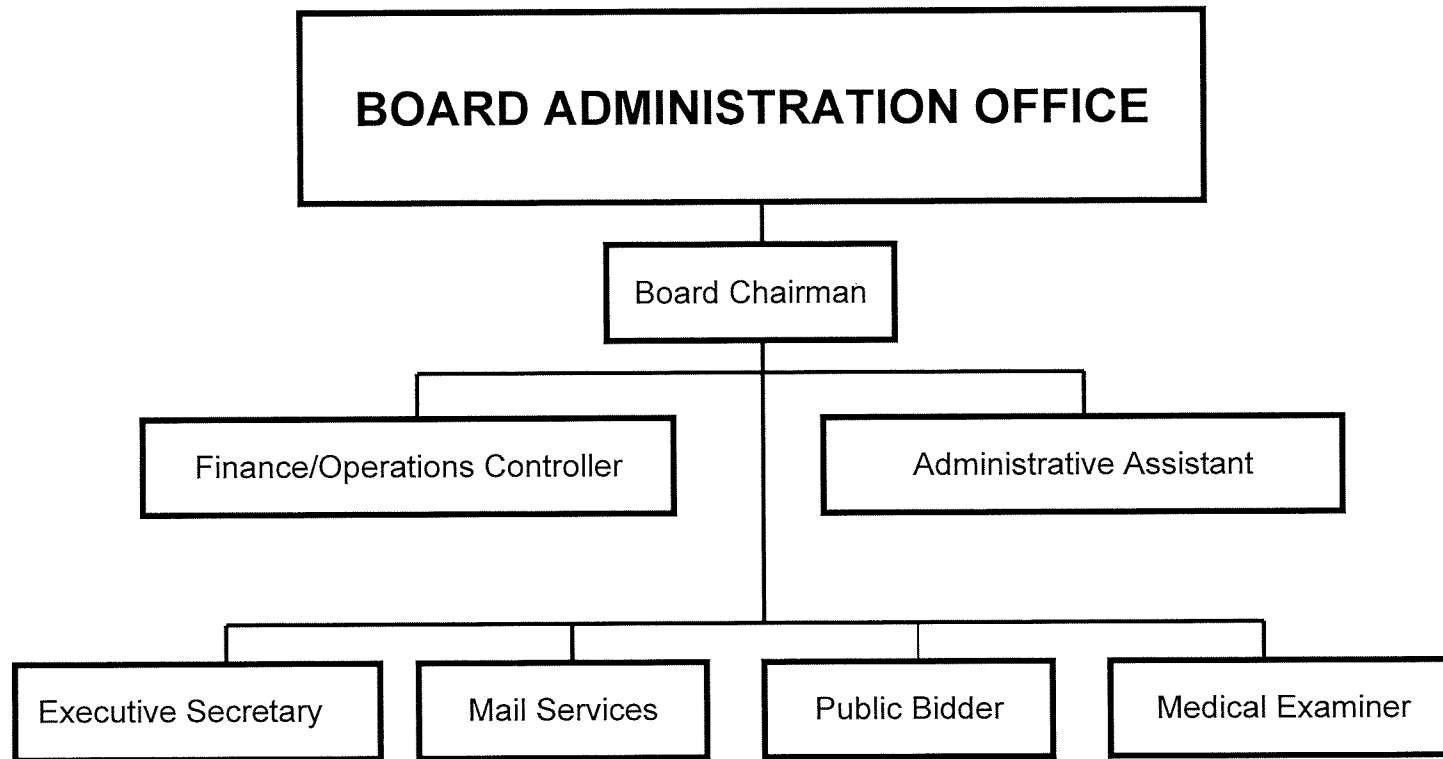 BOARD ADMINISTRATION OFFICE
Board Chairman
Finance/Operations Controller
Administrative Assistant
Executive Secretary
Mail Services
Public Bidder
Medical Examiner